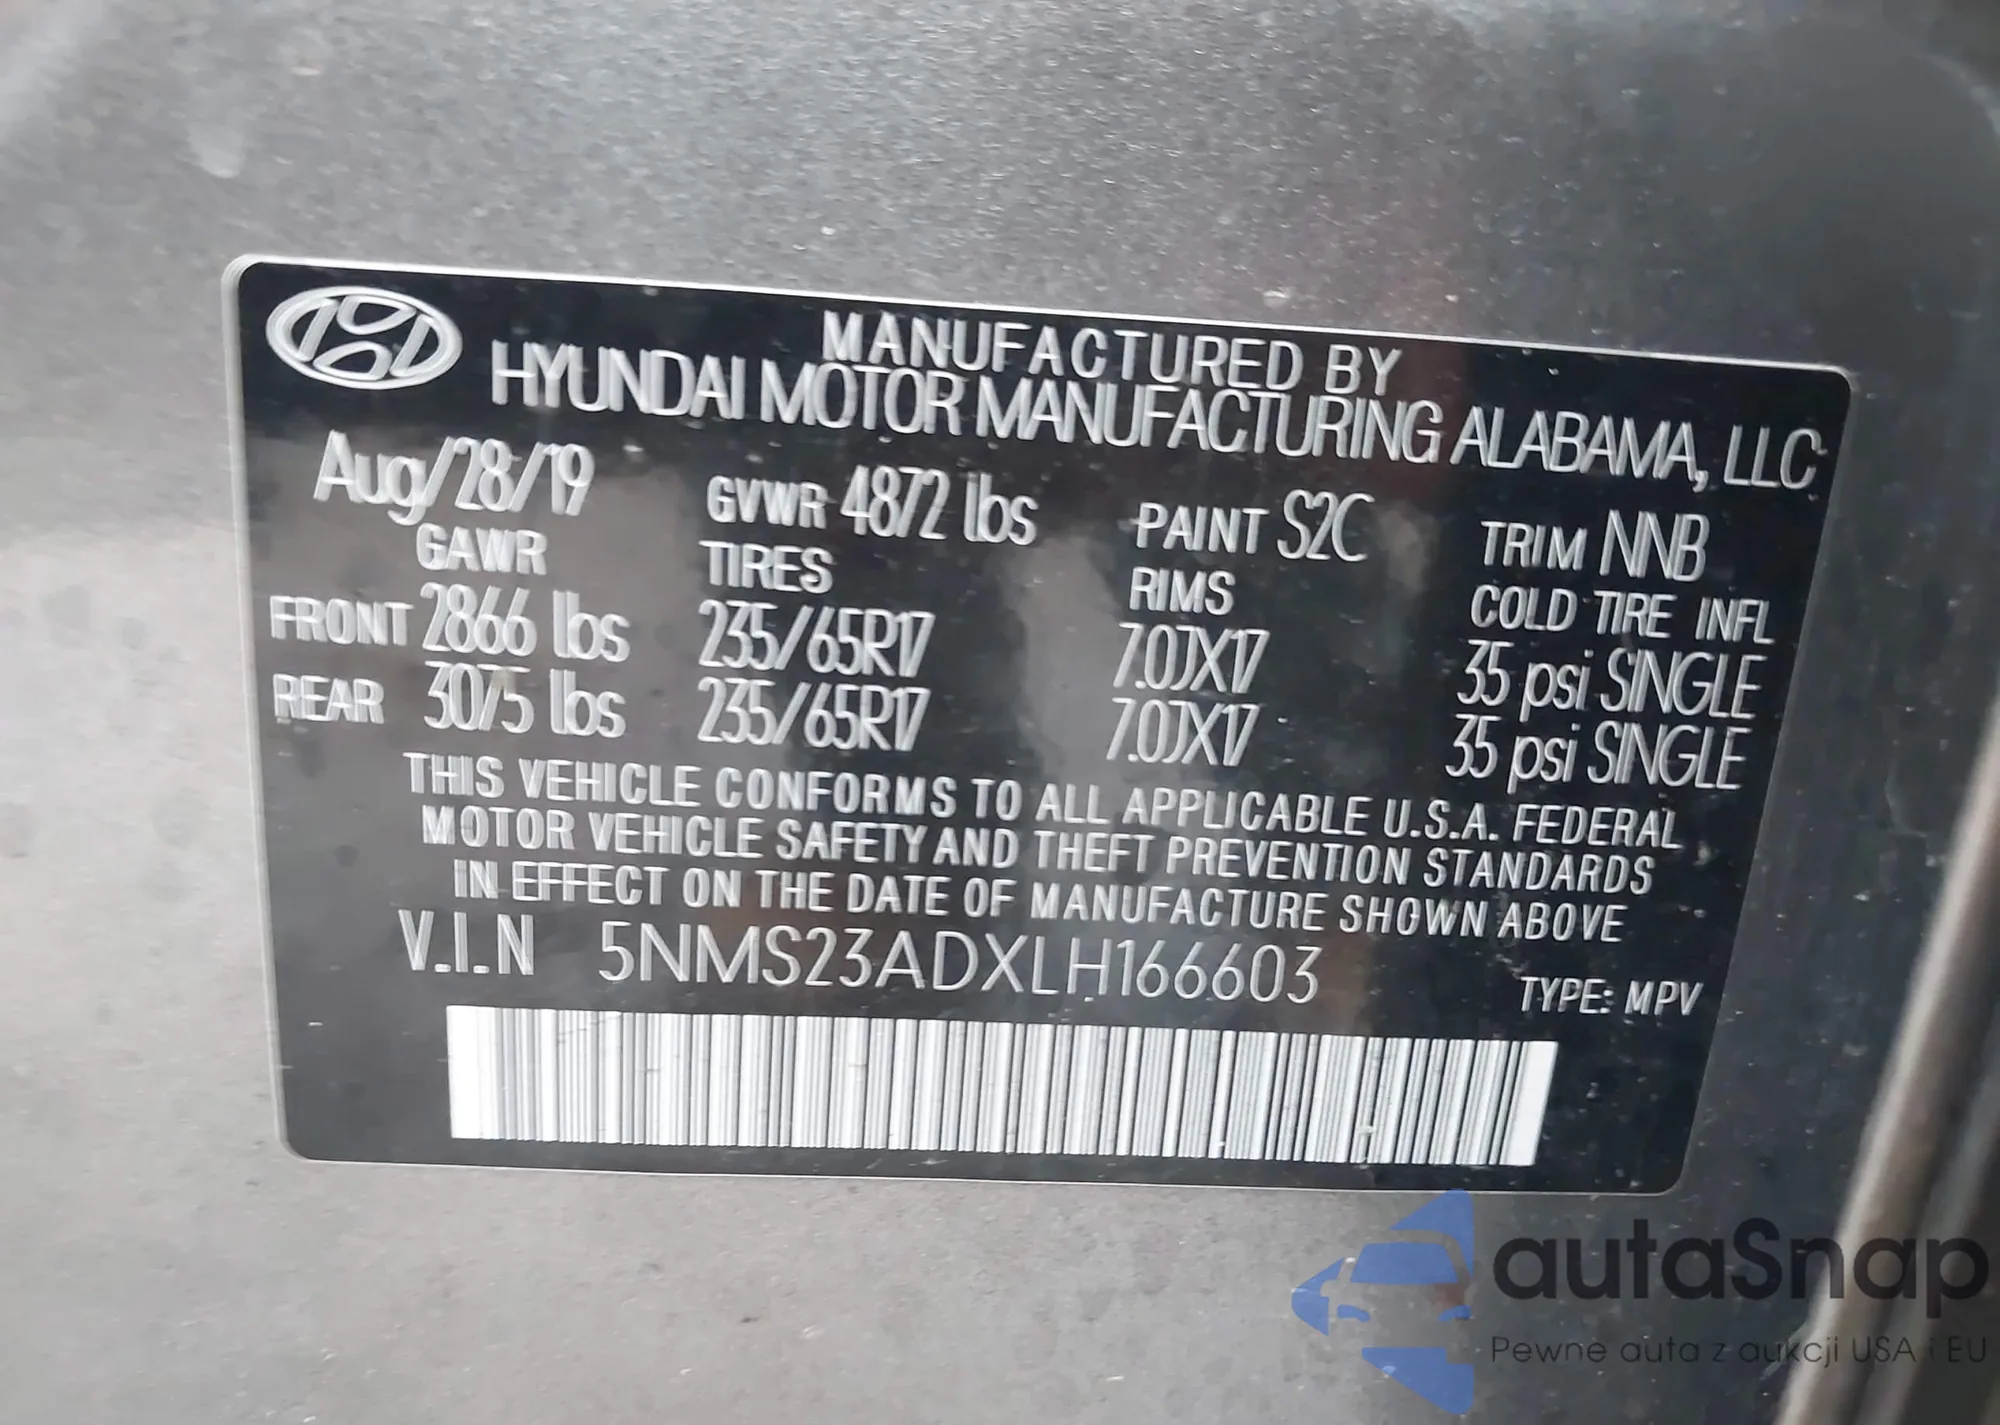 MANUFACTURED BY
HYUNDAI MOTOR MANUFACTURING ALABAMA, LLC
Aug/28/19 GVWR 4872 lbs PAINT S2C TRIM NNB
GAWR TIRES RIMS COLD TIRE INFL
FRONT 2866 lbs 235/65R17 7.0JX17 35 psi SINGLE
REAR 3075 lbs 235/65R17 7.0JX17 35 psi SINGLE
THIS VEHICLE CONFORMS TO ALL APPLICABLE U.S.A. FEDERAL
MOTOR VEHICLE SAFETY AND THEFT PREVENTION STANDARDS
IN EFFECT ON THE DATE OF MANUFACTURE SHOWN ABOVE
V.I.N 5NMS23ADXLH166603 TYPE: MPV
autaSnap
Pewne auta z aukcji USA i EU